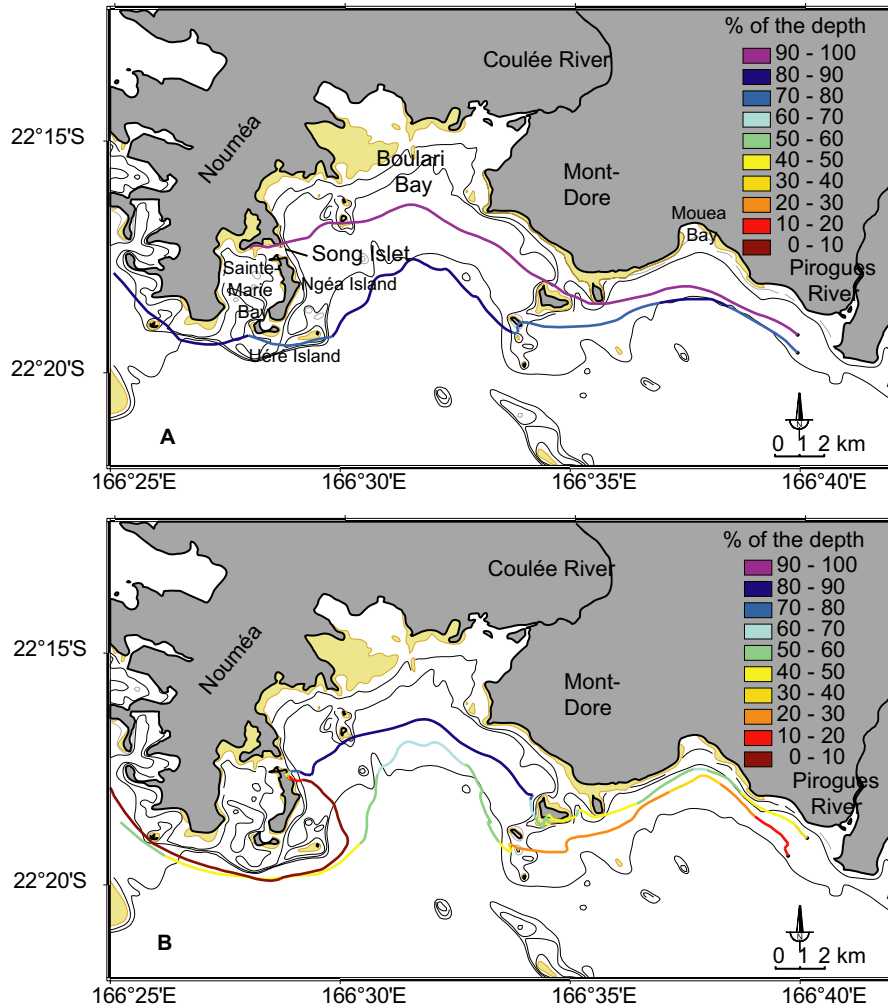 % of the depth
90 - 100
80 - 90
70 - 80
60 - 70
50 - 60
40 - 50
30 - 40
20 - 30
10 - 20
0 - 10
Coulée River
22°15'S
Nouméa
Boulari
Bay
Mont-
Dore
Mouea
Bay
Song Islet
Sainte-
Marie
Bay
Ngéa Island
Pirogues
River
Héré Island
22°20'S
A
N
0 1 2 km
166°25'E
166°30'E
166°35'E
166°40'E
% of the depth
90 - 100
80 - 90
70 - 80
60 - 70
50 - 60
40 - 50
30 - 40
20 - 30
10 - 20
0 - 10
Coulée River
22°15'S
Nouméa
Mont-
Dore
Pirogues
River
22°20'S
B
N
0 1 2 km
166°25'E
166°30'E
166°35'E
166°40'E